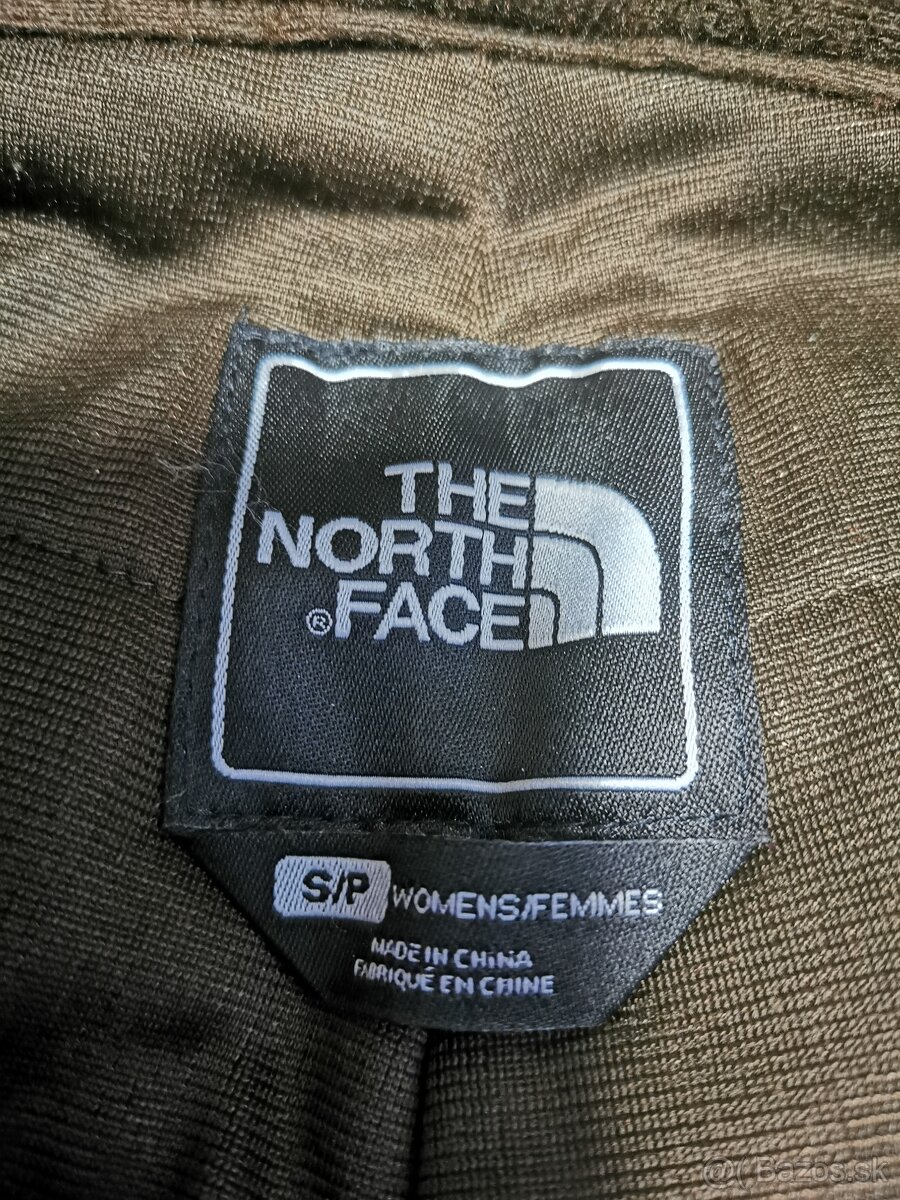 THE
NORTH
®FACE
S/P WOMENS/FEMMES
MADE IN CHINA
FABRIQUÉ EN CHINE
Bazos.sk